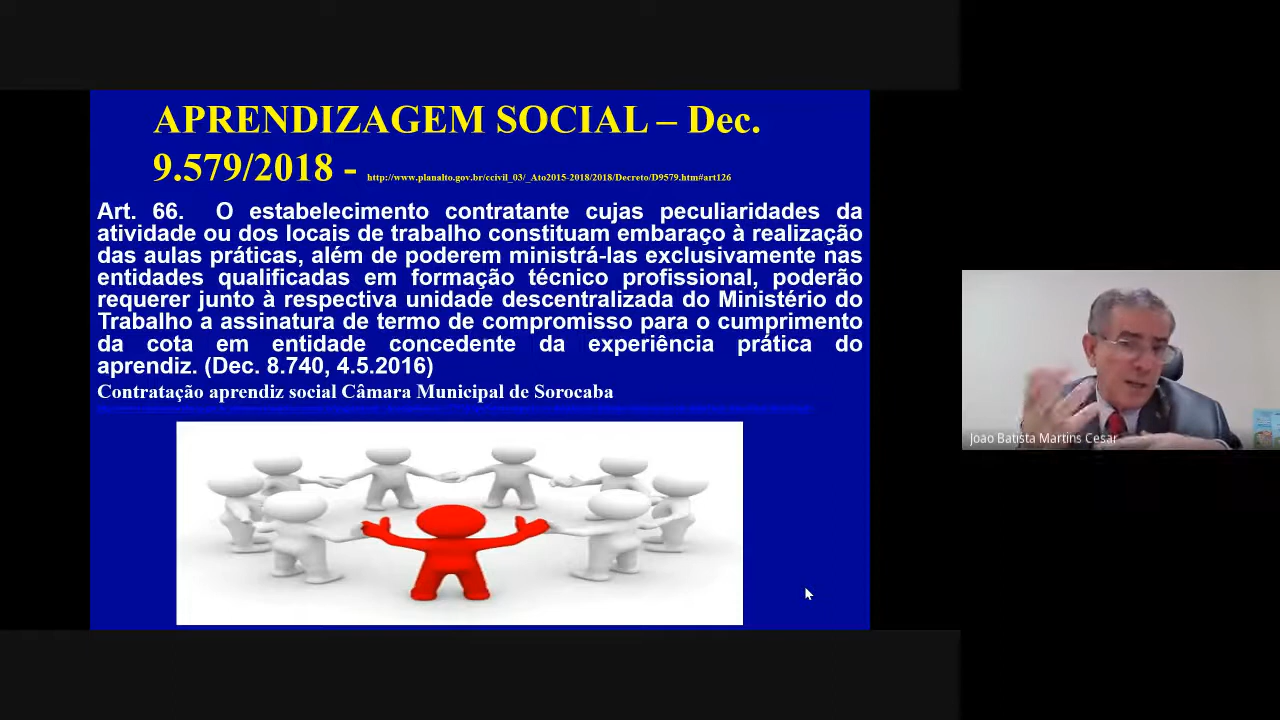 APRENDIZAGEM SOCIAL – Dec.
9.579/2018 - http://www.planalto.gov.br/ccivil_03/_Ato2015-2018/2018/Decreto/D9579.htm#art126
Art. 66. O estabelecimento contratante cujas peculiaridades da
atividade ou dos locais de trabalho constituam embaraço à realização
das aulas práticas, além de poderem ministrá-las exclusivamente nas
entidades qualificadas em formação técnico profissional, poderão
requerer junto à respectiva unidade descentralizada do Ministério do
Trabalho a assinatura de termo de compromisso para o cumprimento
da cota em entidade concedente da experiência prática do
aprendiz. (Dec. 8.740, 4.5.2016)
Contratação aprendiz social Câmara Municipal de Sorocaba
Joao Batista Martins Cesar